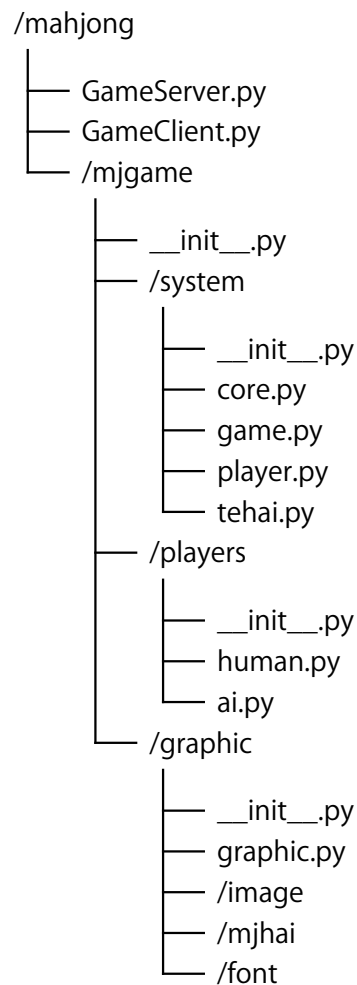 /mahjong
GameServer.py
GameClient.py
/mjgame
__init__.py
/system
__init__.py
core.py
game.py
player.py
tehai.py
/players
__init__.py
human.py
ai.py
/graphic
__init__.py
graphic.py
/image
/mjhai
/font